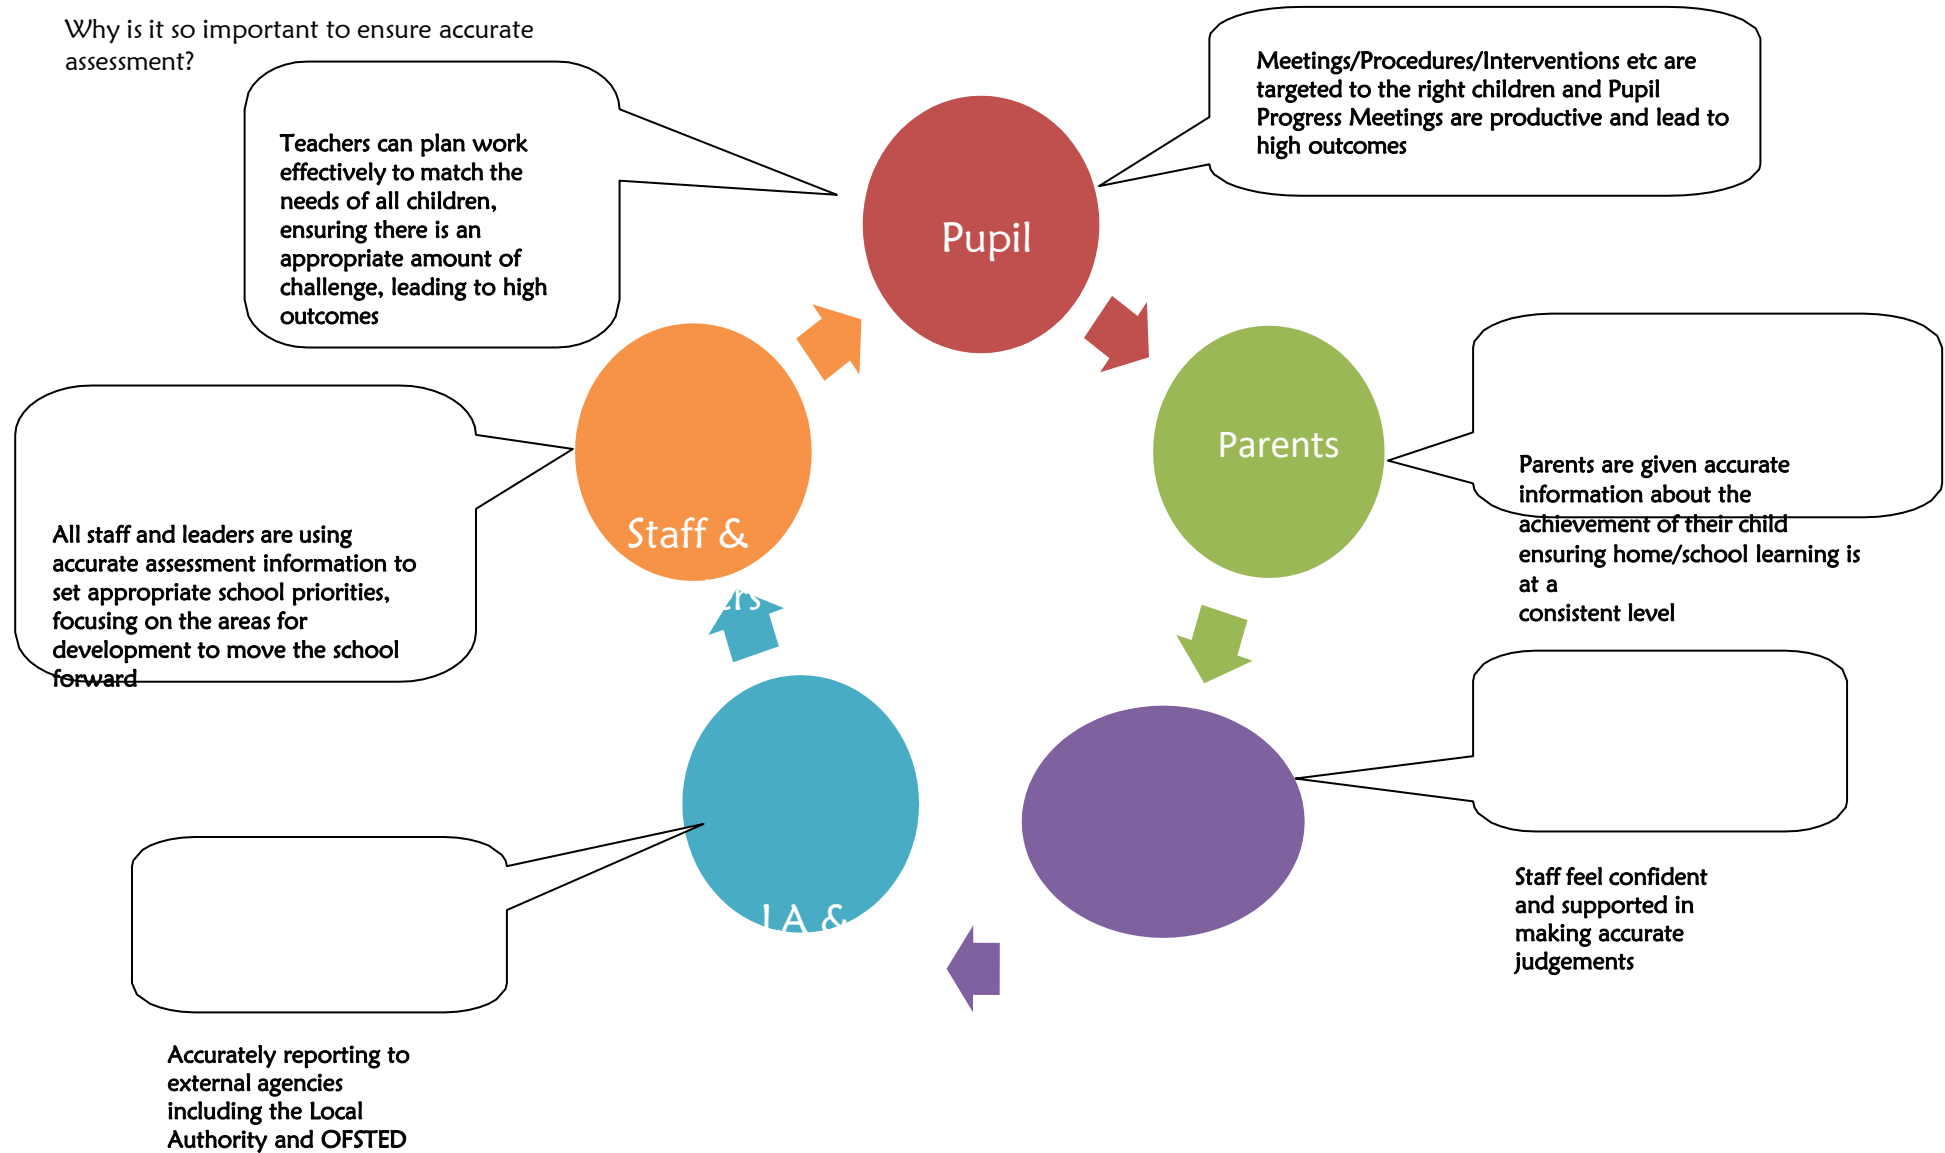 Why is it so important to ensure accurate
assessment?
Teachers can plan work
effectively to match the
needs of all children,
ensuring there is an
appropriate amount of
challenge, leading to high
outcomes
Meetings/Procedures/Interventions etc are
targeted to the right children and Pupil
Progress Meetings are productive and lead to
high outcomes
Pupil
Parents
Parents are given accurate
information about the
achievement of their child
ensuring home/school learning is
at a
consistent level
Staff &
All staff and leaders are using
accurate assessment information to
set appropriate school priorities,
focusing on the areas for
development to move the school
forward
Staff feel confident
and supported in
making accurate
judgements
LA &
Accurately reporting to
external agencies
including the Local
Authority and OFSTED